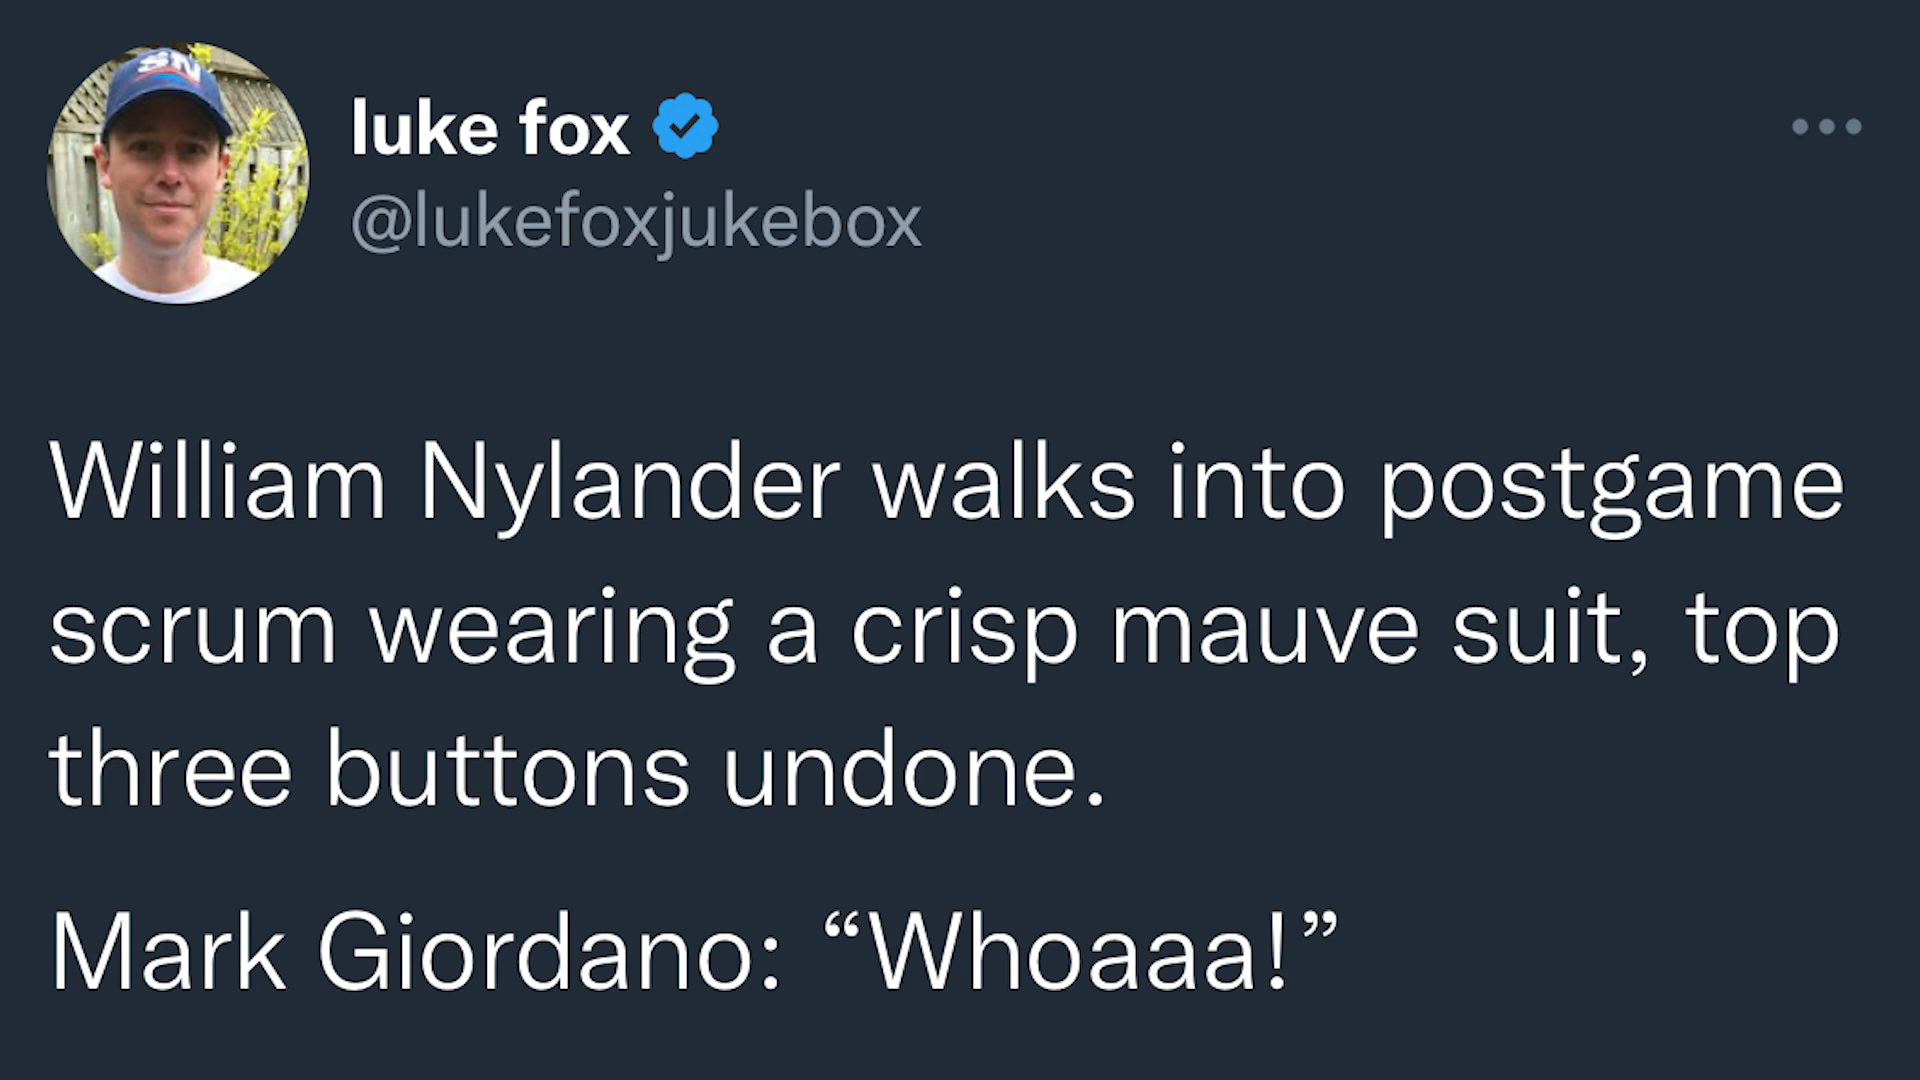 SN
luke fox
@lukefoxjukebox
William Nylander walks into postgame
scrum wearing a crisp mauve suit, top
three buttons undone.
Mark Giordano: “Whoaaa!”